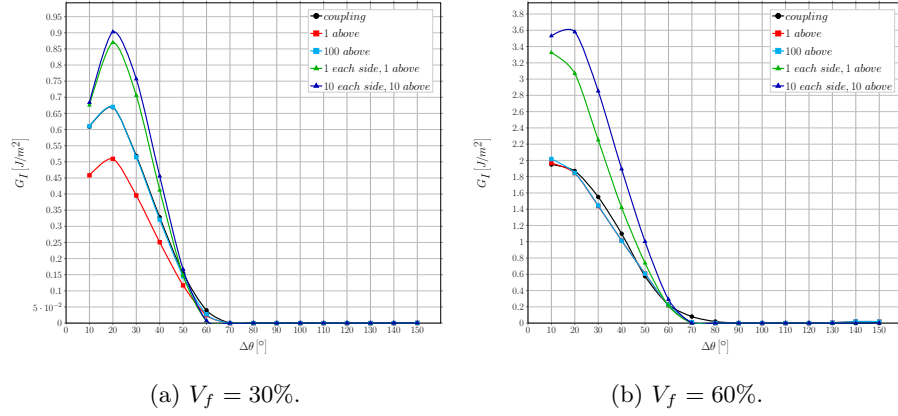 0.95
0.9
0.85
0.8
0.75
0.7
0.65
0.6
0.55
0.5
0.45
0.4
0.35
0.3
0.25
0.2
0.15
0.1
5 · 10⁻²
0
G_I [J/m²]
0 10 20 30 40 50 60 70 80 90 100 110 120 130 140 150
Δθ [°]
coupling
1 above
100 above
1 each side, 1 above
10 each side, 10 above
(a) V_f = 30%.
3.8
3.6
3.4
3.2
3
2.8
2.6
2.4
2.2
2
1.8
1.6
1.4
1.2
1
0.8
0.6
0.4
0.2
0
G_I [J/m²]
0 10 20 30 40 50 60 70 80 90 100 110 120 130 140 150
Δθ [°]
coupling
1 above
100 above
1 each side, 1 above
10 each side, 10 above
(b) V_f = 60%.